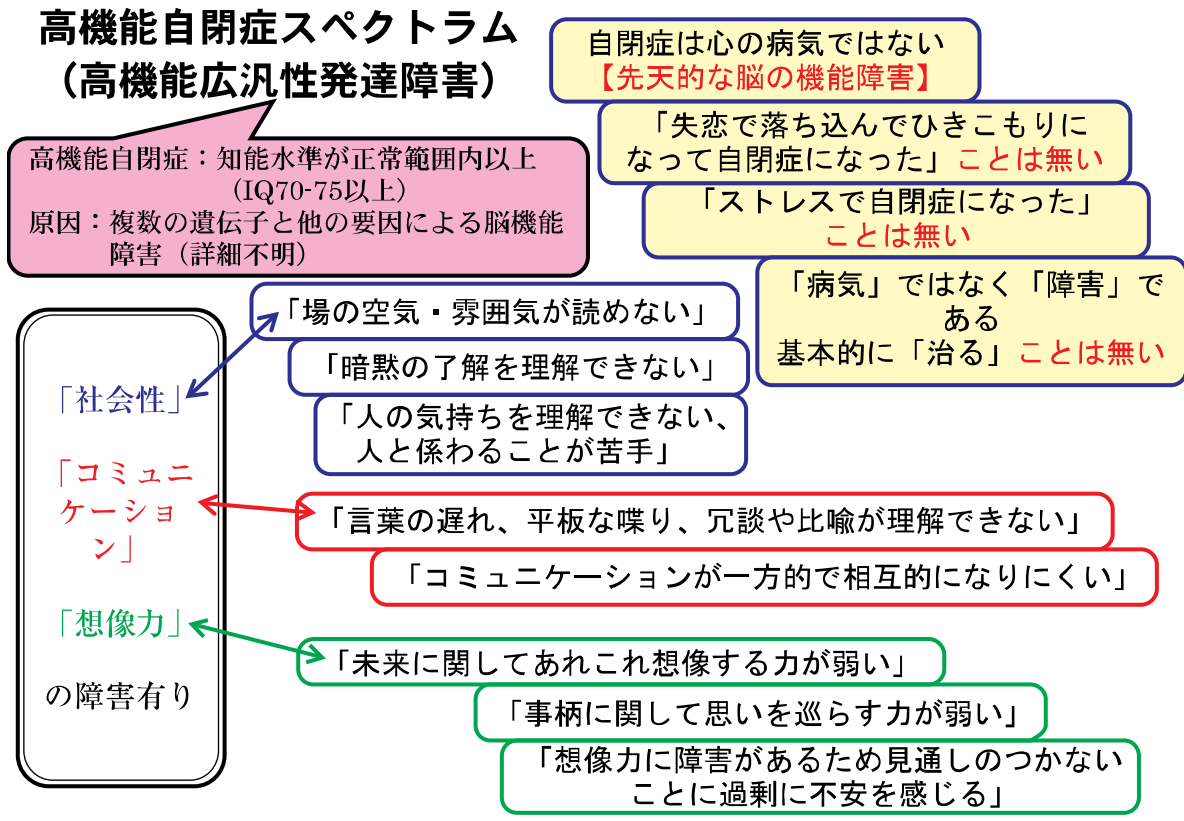 高機能自閉症スペクトラム
（高機能広汎性発達障害）
高機能自閉症：知能水準が正常範囲内以上
（IQ70-75以上）
原因：複数の遺伝子と他の要因による脳機能
障害（詳細不明）
自閉症は心の病気ではない
【先天的な脳の機能障害】
「失恋で落ち込んでひきこもりに
なって自閉症になった」ことは無い
「ストレスで自閉症になった」
ことは無い
「病気」ではなく「障害」で
ある
基本的に「治る」ことは無い
「社会性」
「コミュニ
ケーショ
ン」
「想像力」
の障害有り
「場の空気・雰囲気が読めない」
「暗黙の了解を理解できない」
「人の気持ちを理解できない、
人と係わることが苦手」
「言葉の遅れ、平板な喋り、冗談や比喩が理解できない」
「コミュニケーションが一方的で相互的になりにくい」
「未来に関してあれこれ想像する力が弱い」
「事柄に関して思いを巡らす力が弱い」
「想像力に障害があるため見通しのつかない
ことに過剰に不安を感じる」